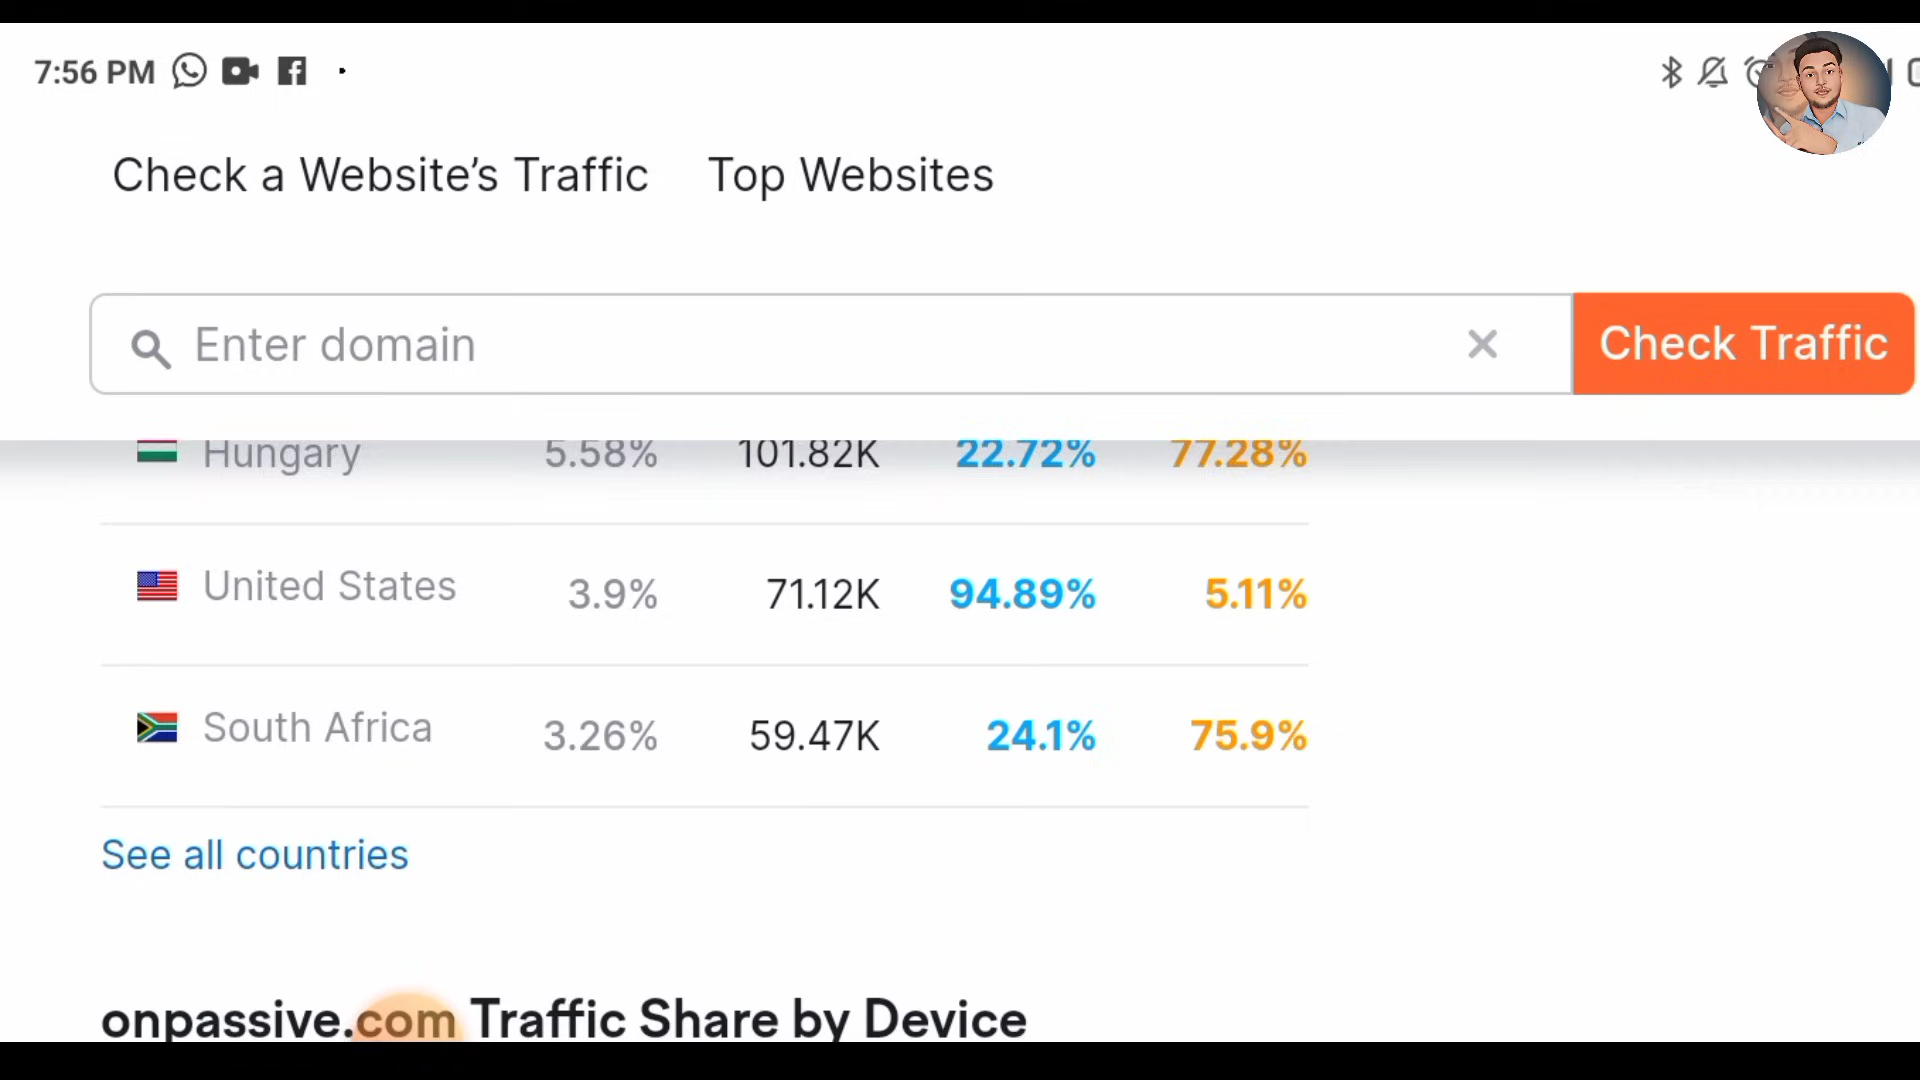 7:56 PM
Check a Website's Traffic Top Websites
Enter domain Check Traffic
Hungary 5.58% 101.82K 22.72% 77.28%
United States 3.9% 71.12K 94.89% 5.11%
South Africa 3.26% 59.47K 24.1% 75.9%
See all countries
onpassive.com Traffic Share by Device